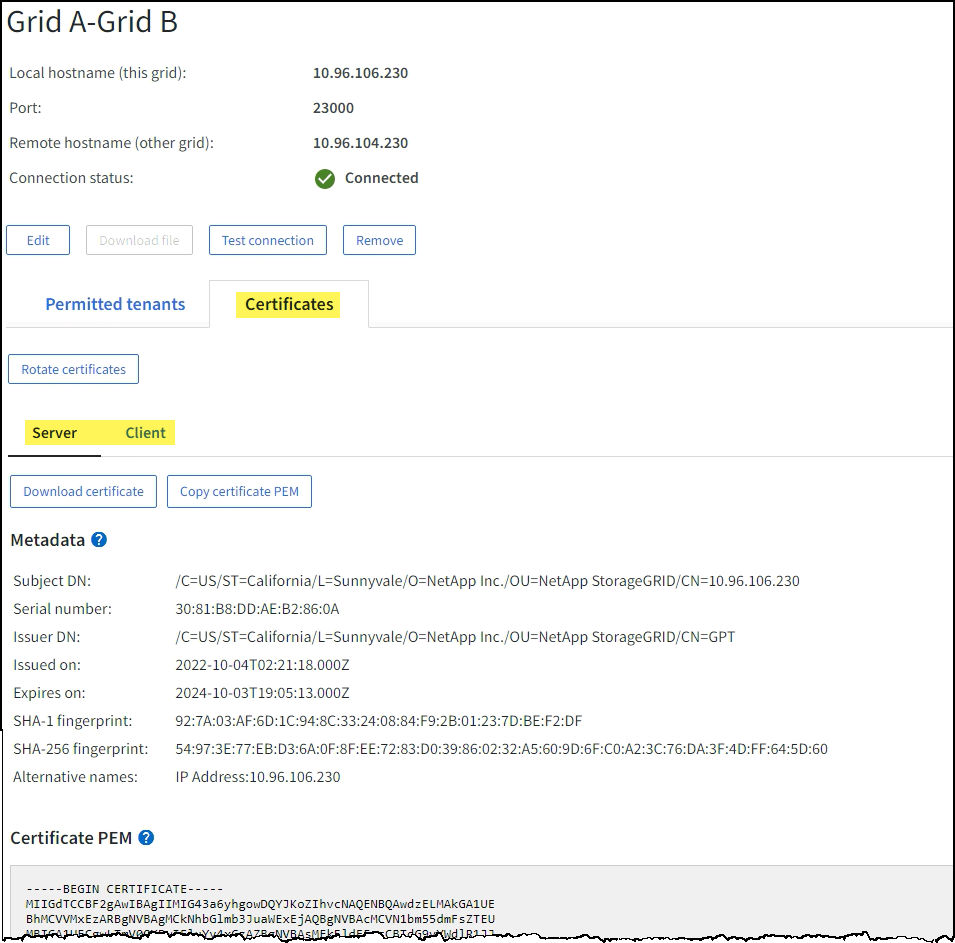 Grid A-Grid B
Local hostname (this grid): 10.96.106.230
Port: 23000
Remote hostname (other grid): 10.96.104.230
Connection status: Connected
Edit Download file Test connection Remove
Permitted tenants Certificates
Rotate certificates
Server Client
Download certificate Copy certificate PEM
Metadata ?
Subject DN: /C=US/ST=California/L=Sunnyvale/O=NetApp Inc./OU=NetApp StorageGRID/CN=10.96.106.230
Serial number: 30:81:B8:DD:AE:B2:86:0A
Issuer DN: /C=US/ST=California/L=Sunnyvale/O=NetApp Inc./OU=NetApp StorageGRID/CN=GPT
Issued on: 2022-10-04T02:21:18.000Z
Expires on: 2024-10-03T19:05:13.000Z
SHA-1 fingerprint: 92:7A:03:AF:6D:1C:94:8C:33:24:08:84:F9:2B:01:23:7D:BE:F2:DF
SHA-256 fingerprint: 54:97:3E:77:EB:D3:6A:0F:8F:EE:72:83:D0:39:86:02:32:A5:60:9D:6F:C0:A2:3C:76:DA:3F:4D:FF:64:5D:60
Alternative names: IP Address:10.96.106.230
Certificate PEM ?
-----BEGIN CERTIFICATE-----
MIIGdTCCBF2gAwIBAgIIMIG43a6yhgowDQYJKoZIhvcNAQENBQAwdzELMAkGA1UE
BhMCVVMxEzARBgNVBAgMCkNhbGlmb3JuaWExEjAQBgNVBAcMCVN1bm55dmFsZTEU